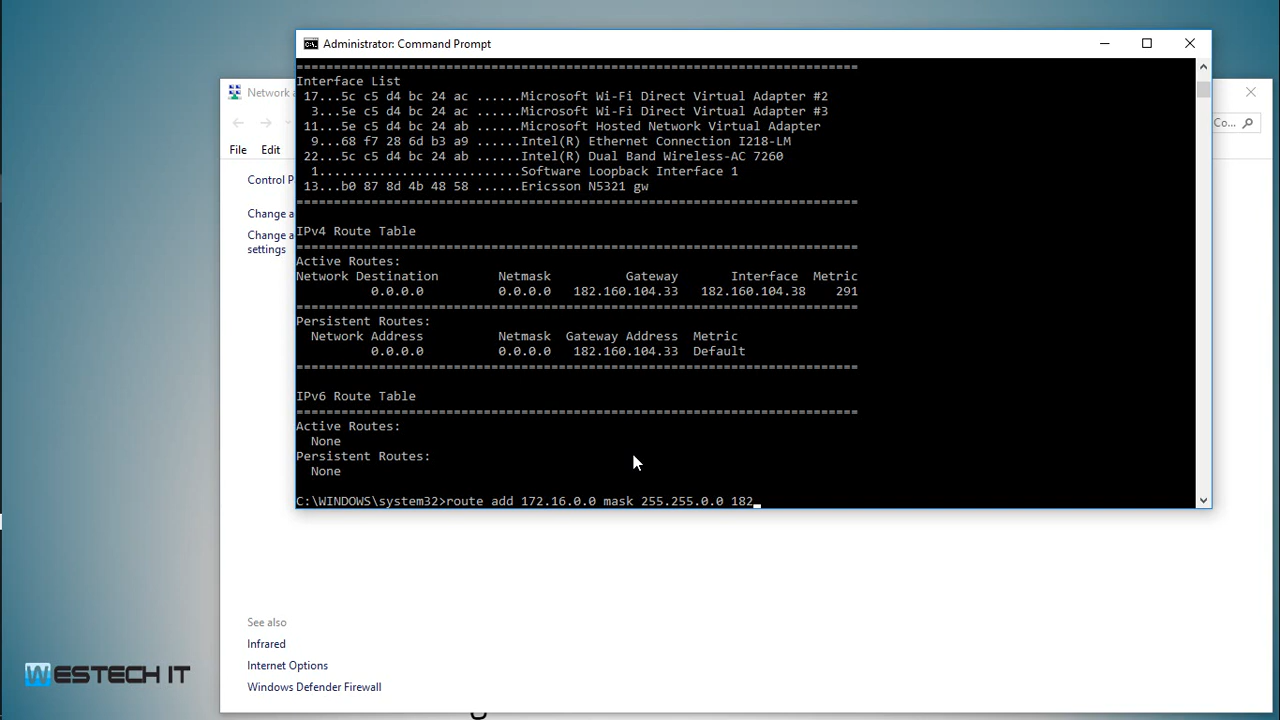 Administrator: Command Prompt
===========================================================================
Interface List
 17...5c c5 d4 bc 24 ac ......Microsoft Wi-Fi Direct Virtual Adapter #2
  3...5e c5 d4 bc 24 ab ......Microsoft Wi-Fi Direct Virtual Adapter #3
 11...5e c5 d4 bc 24 ab ......Microsoft Hosted Network Virtual Adapter
  9...68 f7 28 6d b3 a9 ......Intel(R) Ethernet Connection I218-LM
 22...5c c5 d4 bc 24 ab ......Intel(R) Dual Band Wireless-AC 7260
  1...........................Software Loopback Interface 1
 13...b0 87 8d 4b 48 58 ......Ericsson N5321 gw
===========================================================================
IPv4 Route Table
===========================================================================
Active Routes:
Network Destination        Netmask          Gateway       Interface  Metric
          0.0.0.0          0.0.0.0   182.160.104.33   182.160.104.38    291
===========================================================================
Persistent Routes:
  Network Address          Netmask  Gateway Address  Metric
          0.0.0.0          0.0.0.0   182.160.104.33  Default
===========================================================================
IPv6 Route Table
===========================================================================
Active Routes:
  None
Persistent Routes:
  None
C:\WINDOWS\system32>route add 172.16.0.0 mask 255.255.0.0 182_
Network a
Co...
File Edit
Control P
Change a
Change a
settings
See also
Infrared
Internet Options
Windows Defender Firewall
WESTECH IT